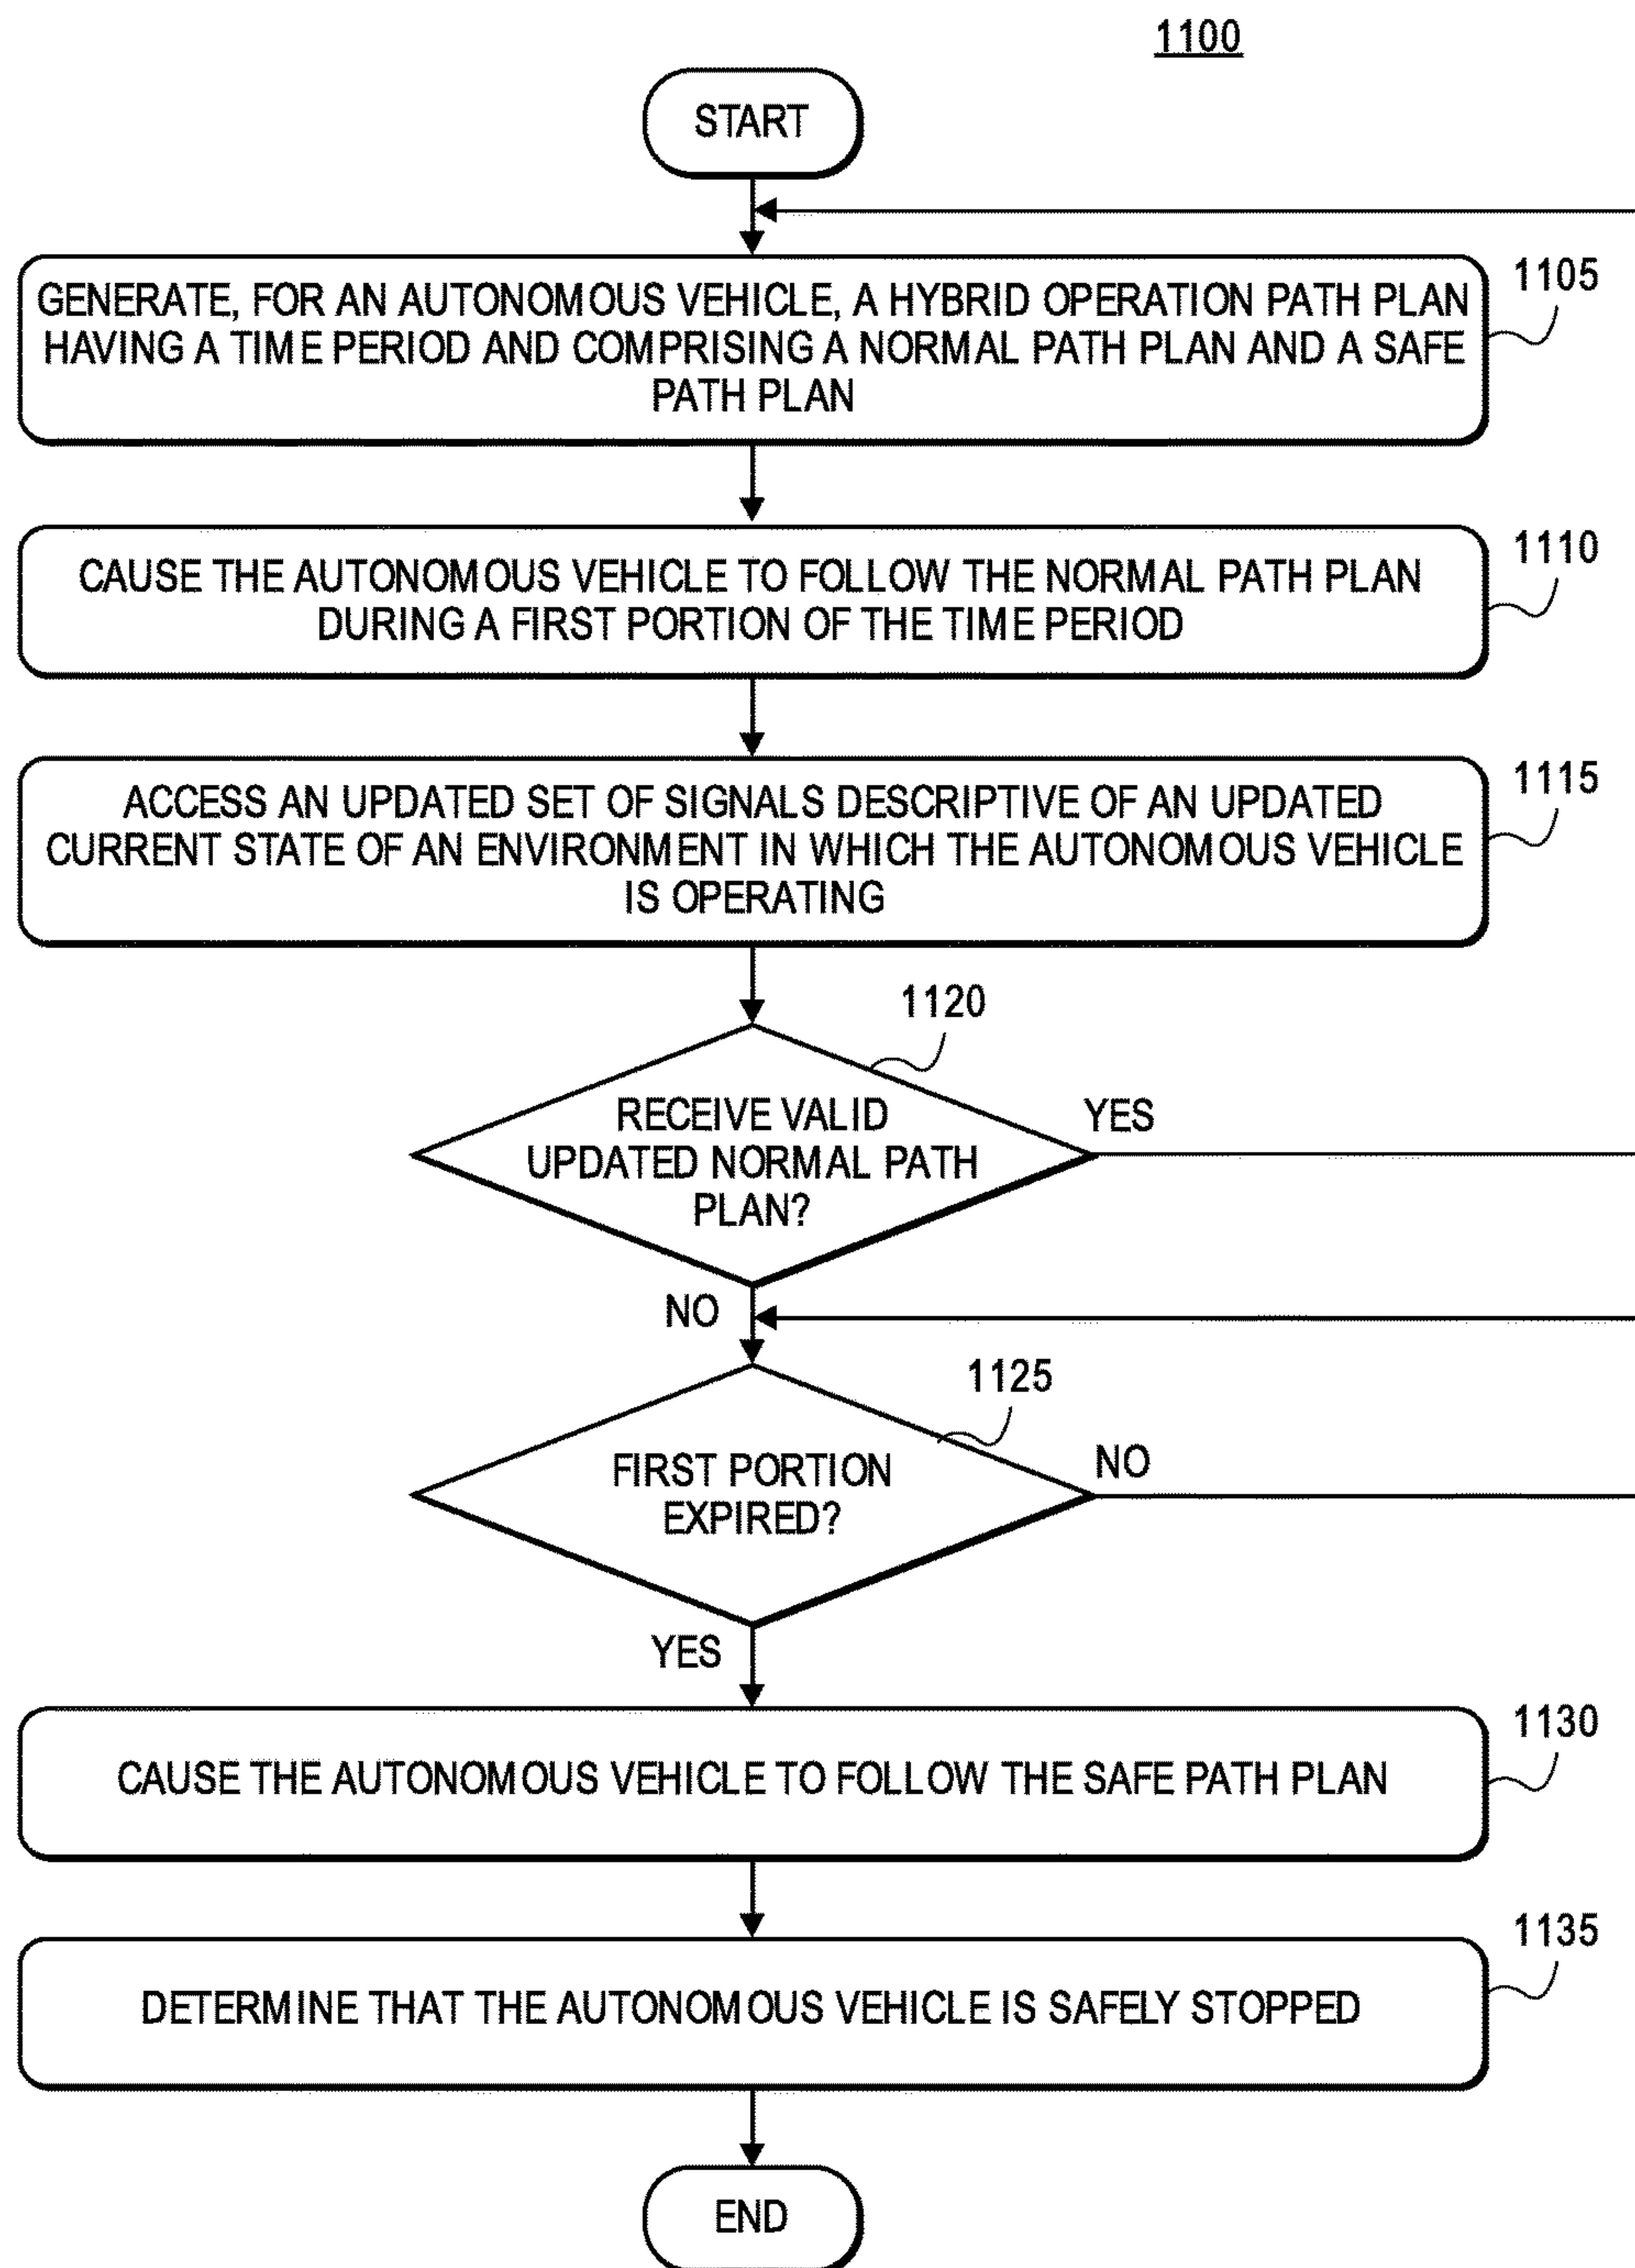 1100
START
GENERATE, FOR AN AUTONOMOUS VEHICLE, A HYBRID OPERATION PATH PLAN
HAVING A TIME PERIOD AND COMPRISING A NORMAL PATH PLAN AND A SAFE
PATH PLAN
1105
CAUSE THE AUTONOMOUS VEHICLE TO FOLLOW THE NORMAL PATH PLAN
DURING A FIRST PORTION OF THE TIME PERIOD
1110
ACCESS AN UPDATED SET OF SIGNALS DESCRIPTIVE OF AN UPDATED
CURRENT STATE OF AN ENVIRONMENT IN WHICH THE AUTONOMOUS VEHICLE
IS OPERATING
1115
1120
RECEIVE VALID
UPDATED NORMAL PATH
PLAN?
YES
NO
1125
FIRST PORTION
EXPIRED?
NO
YES
CAUSE THE AUTONOMOUS VEHICLE TO FOLLOW THE SAFE PATH PLAN
1130
DETERMINE THAT THE AUTONOMOUS VEHICLE IS SAFELY STOPPED
1135
END